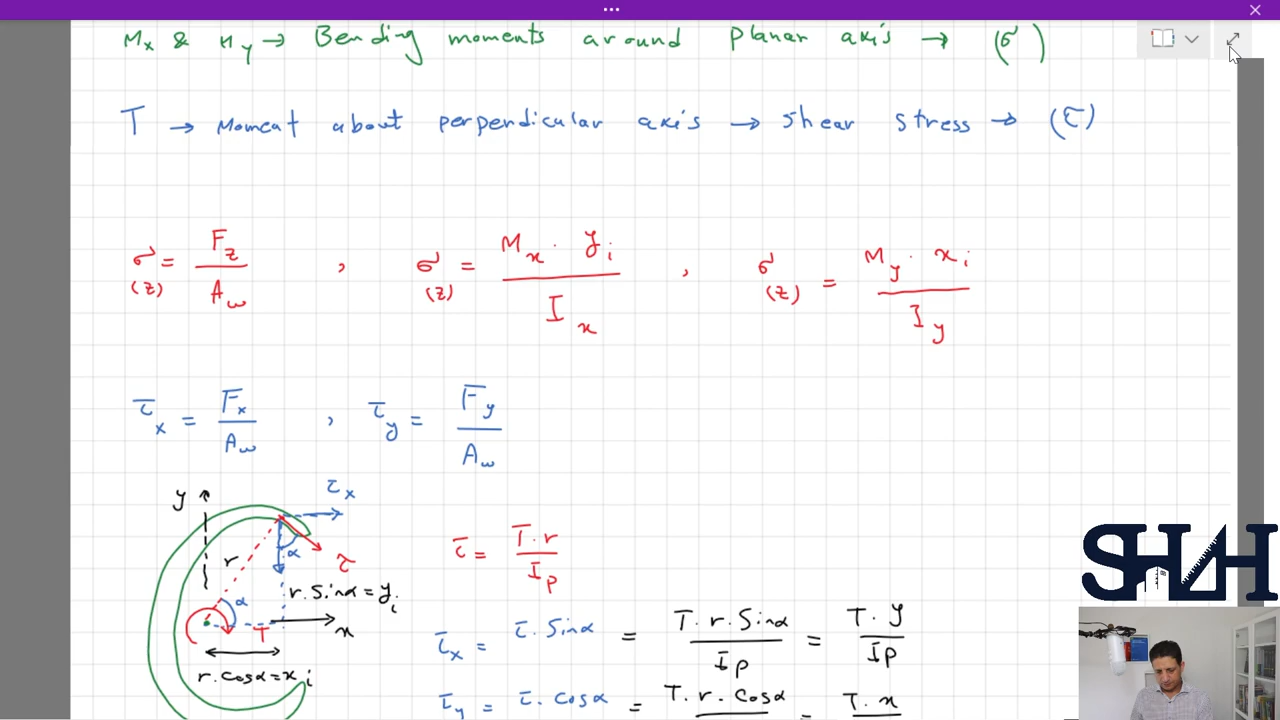 Mx & My → Bending moments around planar axis → (σ)
T → Moment about perpendicular axis → shear stress → (τ)
σ(z) = Fz / Aw , σ(z) = Mx · yi / Ix , σ(z) = My · xi / Iy
τx = Fx / Aw , τy = Fy / Aw
y
τx
r
α
τ
α
T
x
r. Sinα = yi
r. cosα = xi
τ = T.r / Ip
τx = τ. Sinα = T. r. Sinα / Ip = T. y / Ip
τy = τ. cosα = T. r. cosα = T. x
SHZH